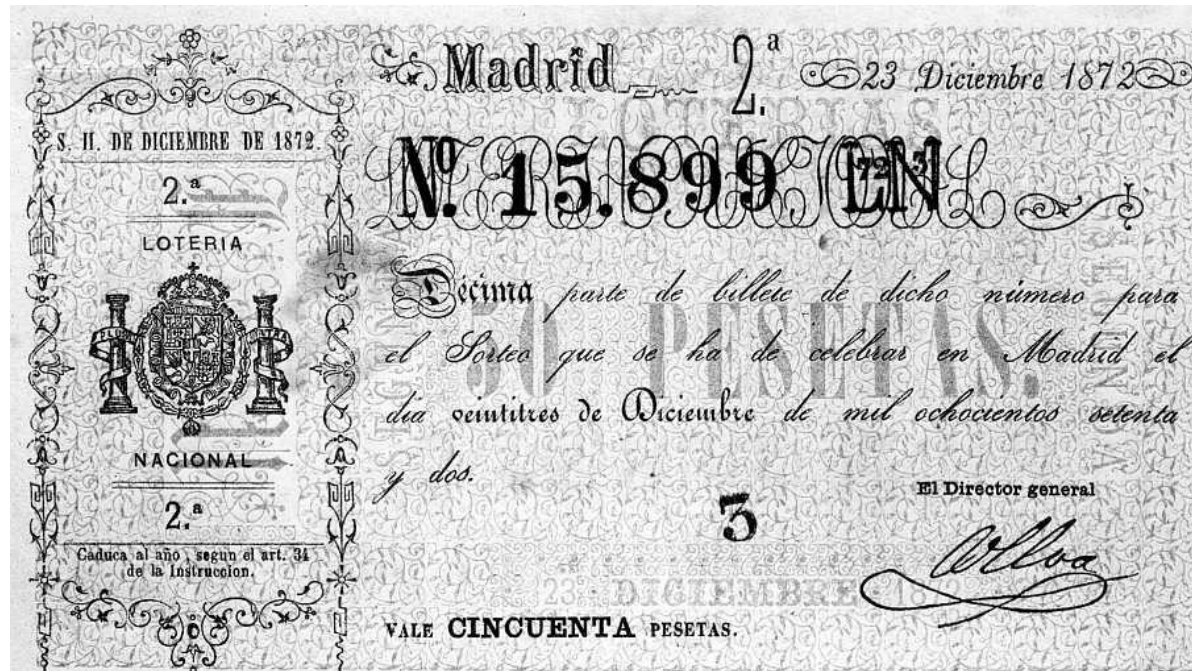 S. II. DE DICIEMBRE DE 1872.
2.ª
LOTERIA
NACIONAL
2.ª
Caduca al año, segun el art. 34
de la Instruccion.
Madrid 2.ª 23 Diciembre 1872
LOTERIAS
Nº. 15.899
Décima parte de billete de dicho número para
el Sorteo que se ha de celebrar en Madrid el
50 PESETAS.
dia veintitres de Diciembre de mil ochocientos setenta
y dos.
El Director general
3
23 DICIEMBRE
VALE CINCUENTA PESETAS.